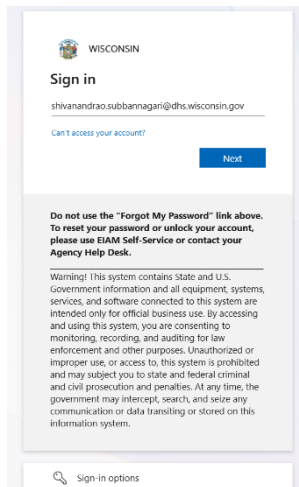 WISCONSIN
Sign in
shivanandrao.subbannagari@dhs.wisconsin.gov
Can't access your account?
Next
Do not use the "Forgot My Password" link above.
To reset your password or unlock your account,
please use EIAM Self-Service or contact your
Agency Help Desk.
Warning! This system contains State and U.S.
Government information and all equipment, systems,
services, and software connected to this system are
intended only for official business use. By accessing
and using this system, you are consenting to
monitoring, recording, and auditing for law
enforcement and other purposes. Unauthorized or
improper use, or access to, this system is prohibited
and may subject you to state and federal criminal
and civil prosecution and penalties. At any time, the
government may intercept, search, and seize any
communication or data transiting or stored on this
information system.
Sign-in options